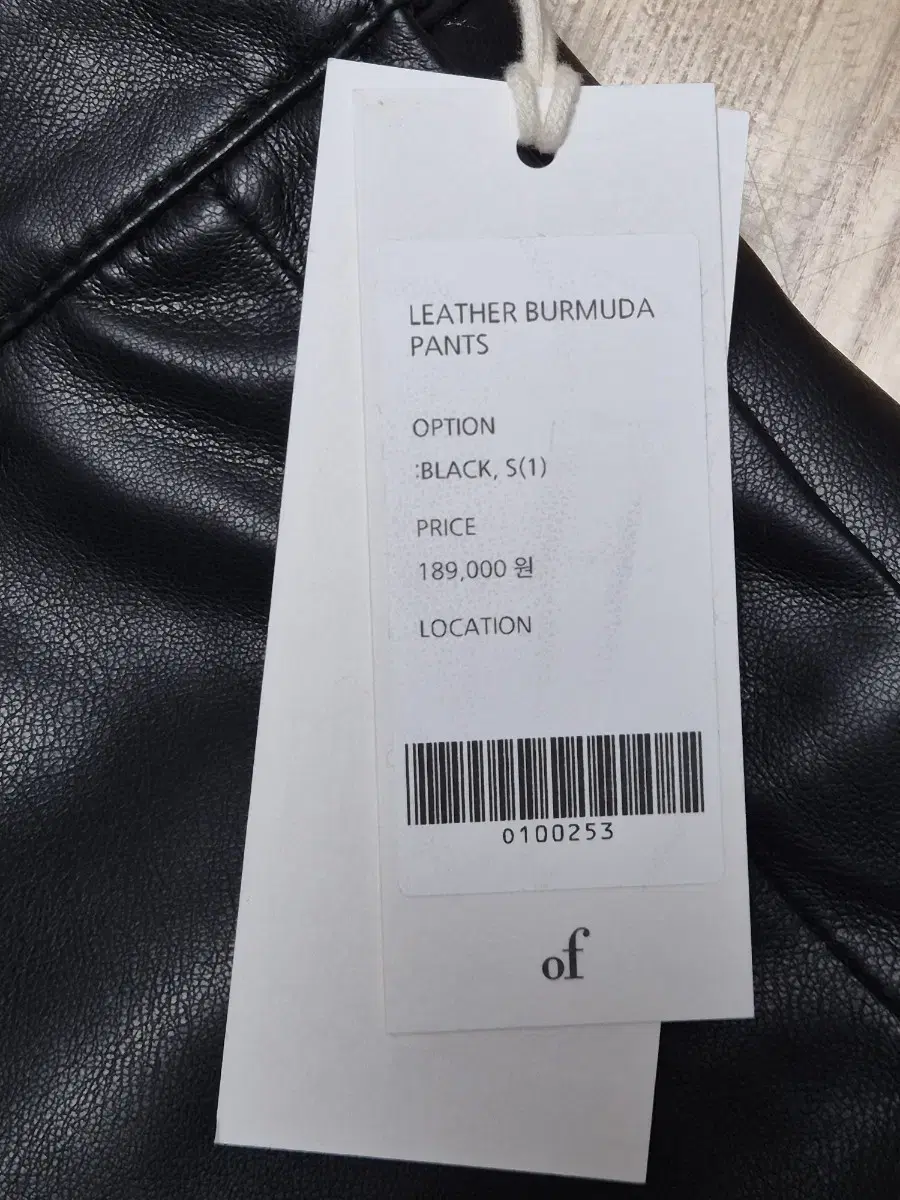 LEATHER BURMUDA
PANTS
OPTION
:BLACK, S(1)
PRICE
189,000 원
LOCATION
0100253
of